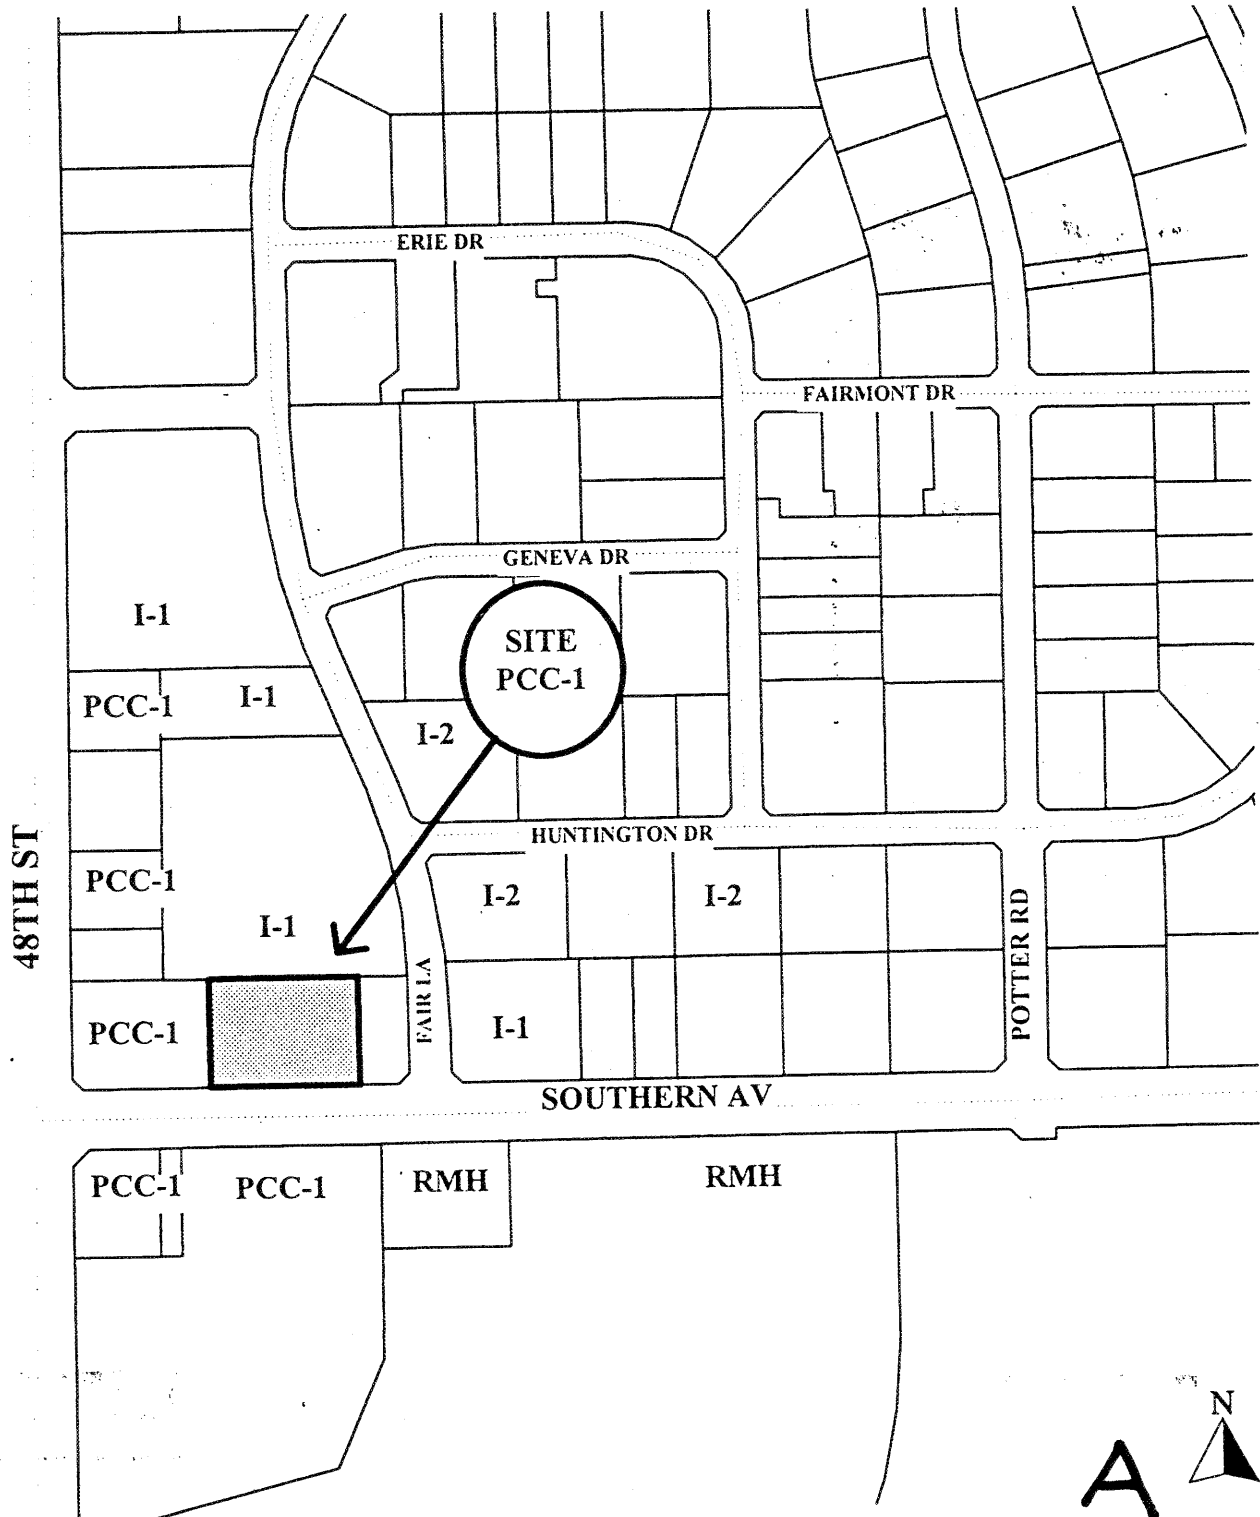 ERIE DR
FAIRMONT DR
GENEVA DR
I-1
SITE
PCC-1
PCC-1
I-1
I-2
HUNTINGTON DR
48TH ST
PCC-1
I-2
I-2
I-1
POTTER RD
FAIR LA
PCC-1
I-1
SOUTHERN AV
PCC-1
PCC-1
RMH
RMH
N
A